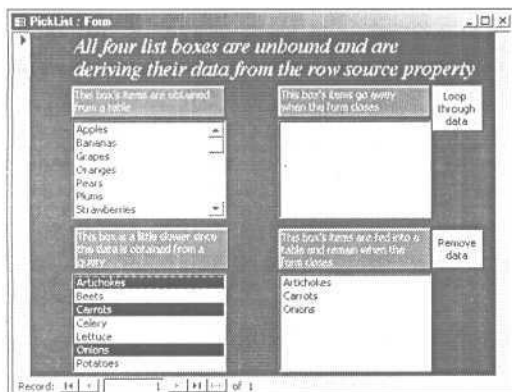 PickList : Form
All four list boxes are unbound and are
deriving their data from the row source property
This box's items are obtained
from a table
This box's items go away
when the form closes
Loop
through
data
Apples
Bananas
Grapes
Oranges
Pears
Plums
Strawberries
This box is a little slower since
the data is obtained from a
query
This box's items are fed into a
table and remain when the
form closes
Remove
data
Artichokes
Beets
Carrots
Celery
Lettuce
Onions
Potatoes
Artichokes
Carrots
Onions
Record: 1 of 1